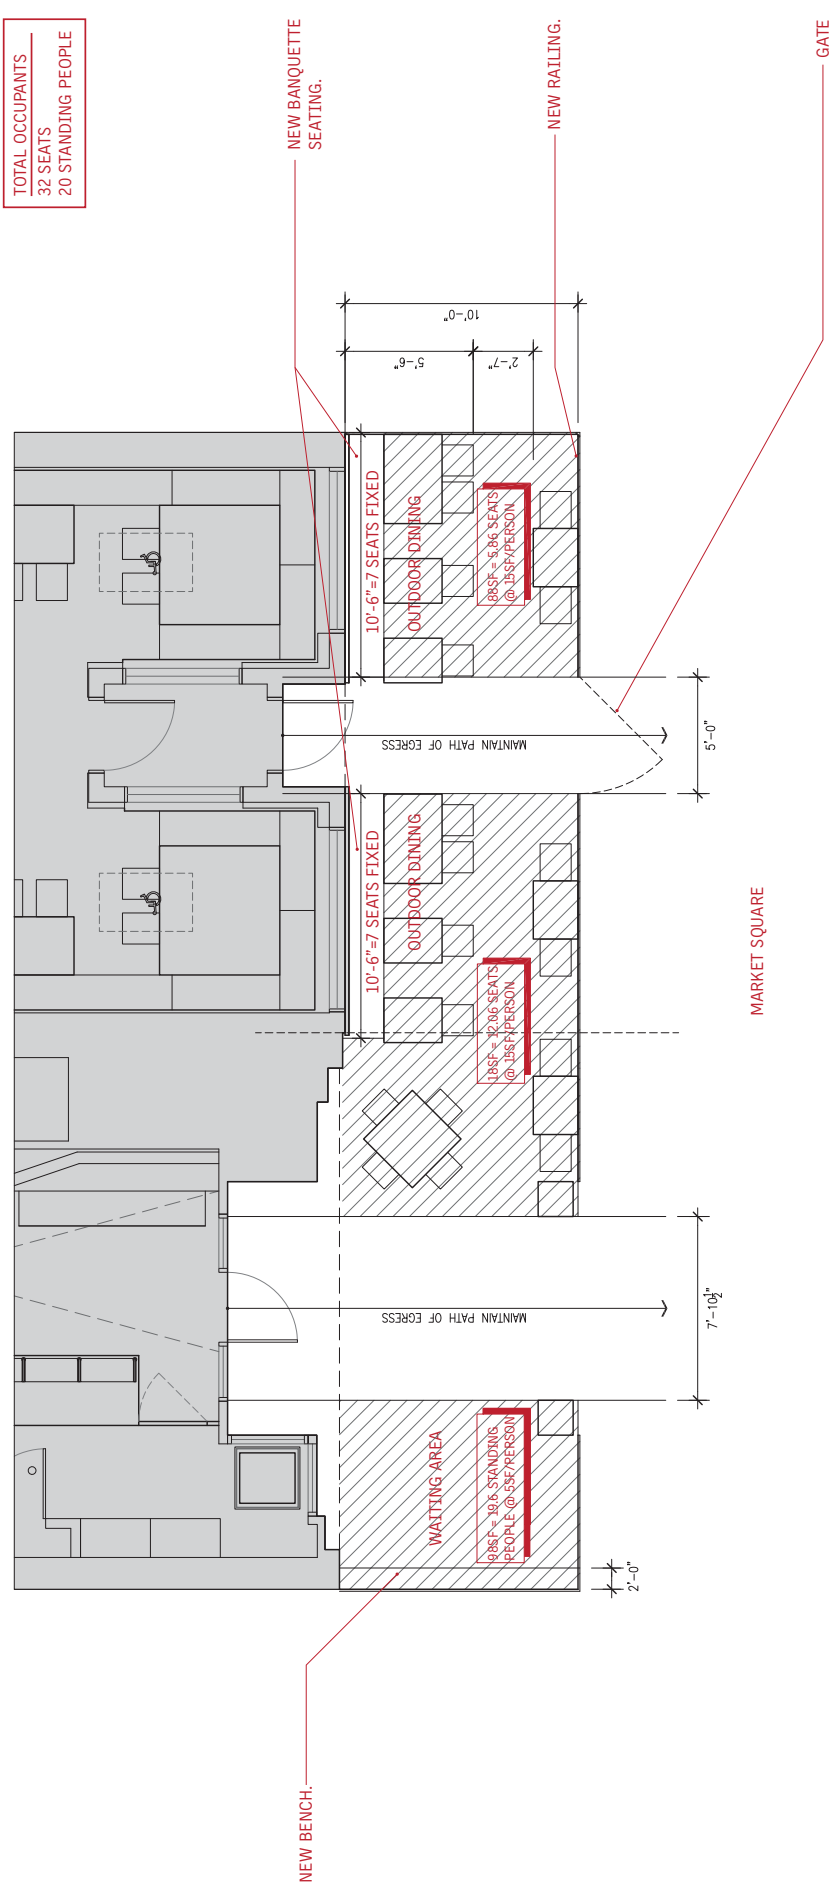 TOTAL OCCUPANTS
32 SEATS
20 STANDING PEOPLE
NEW BANQUETTE
SEATING.
NEW RAILING.
GATE
10'-0"
5'-6"
2'-7"
10'-6"=7 SEATS FIXED
OUTDOOR DINING
88SF = 5.86 SEATS
@ 15SF/PERSON
MAINTAIN PATH OF EGRESS
5'-0"
10'-6"=7 SEATS FIXED
OUTDOOR DINING
18SF = 12.06 SEATS
@ 15SF/PERSON
MARKET SQUARE
MAINTAIN PATH OF EGRESS
7'-10½"
WAITING AREA
98SF = 19.6 STANDING
PEOPLE @ 5SF/PERSON
2'-0"
NEW BENCH.